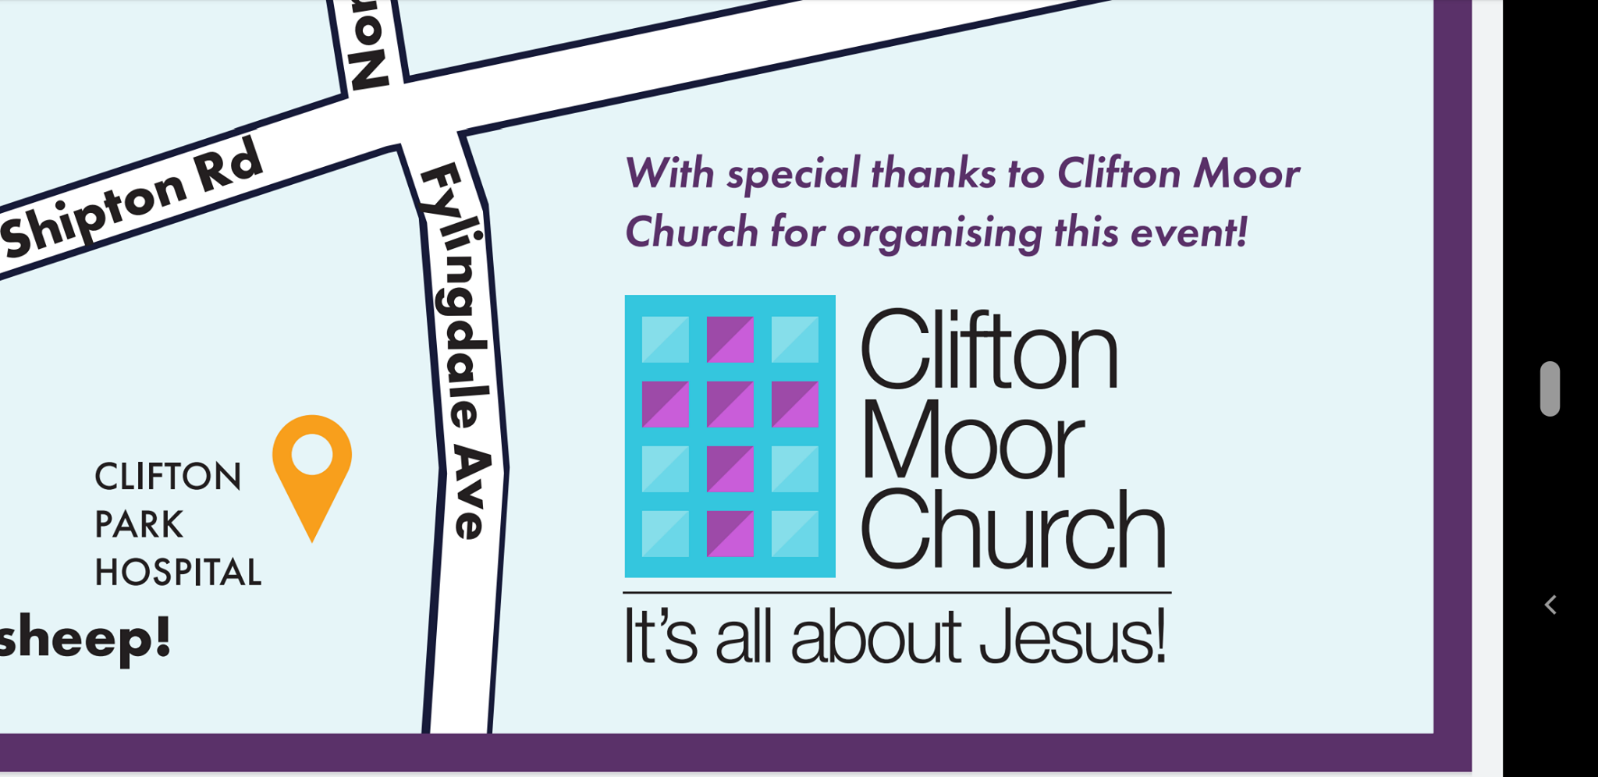 Shipton Rd
Fylingdale Ave
With special thanks to Clifton Moor
Church for organising this event!
Clifton
Moor
Church
It's all about Jesus!
CLIFTON
PARK
HOSPITAL
sheep!